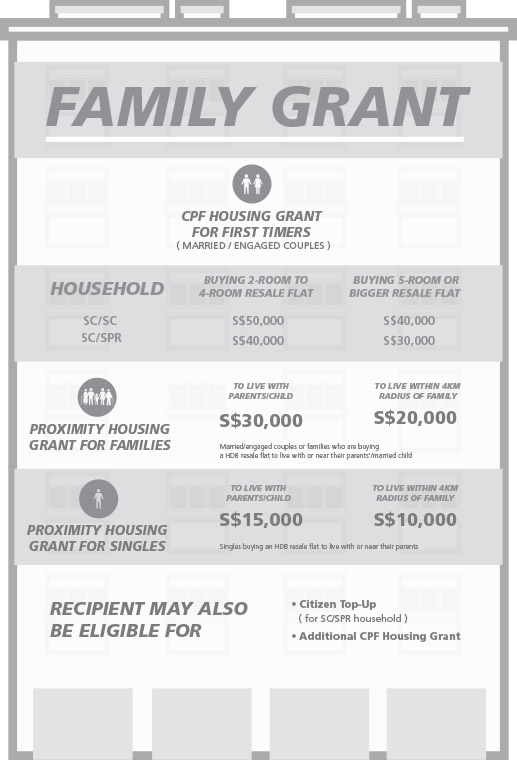 FAMILY GRANT
CPF HOUSING GRANT
FOR FIRST TIMERS
( MARRIED / ENGAGED COUPLES )
HOUSEHOLD
BUYING 2-ROOM TO
4-ROOM RESALE FLAT
BUYING 5-ROOM OR
BIGGER RESALE FLAT
SC/SC
S$50,000
S$40,000
SC/SPR
S$40,000
S$30,000
PROXIMITY HOUSING
GRANT FOR FAMILIES
TO LIVE WITH
PARENTS/CHILD
S$30,000
TO LIVE WITHIN 4KM
RADIUS OF FAMILY
S$20,000
Married/engaged couples or families who are buying
a HDB resale flat to live with or near their parents'/married child
PROXIMITY HOUSING
GRANT FOR SINGLES
TO LIVE WITH
PARENTS/CHILD
S$15,000
TO LIVE WITHIN 4KM
RADIUS OF FAMILY
S$10,000
Singles buying an HDB resale flat to live with or near their parents
RECIPIENT MAY ALSO
BE ELIGIBLE FOR
• Citizen Top-Up
( for SC/SPR household )
• Additional CPF Housing Grant